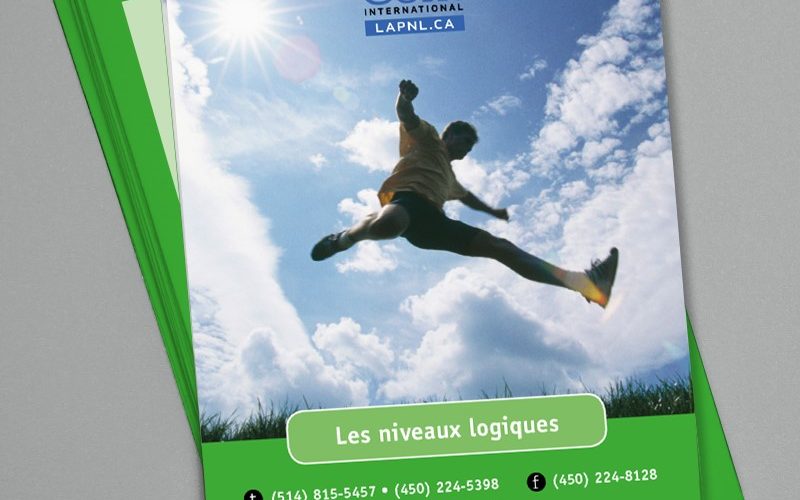 INTERNATIONAL
LAPNL.CA
Les niveaux logiques
t (514) 815-5457 • (450) 224-5398 f (450) 224-8128